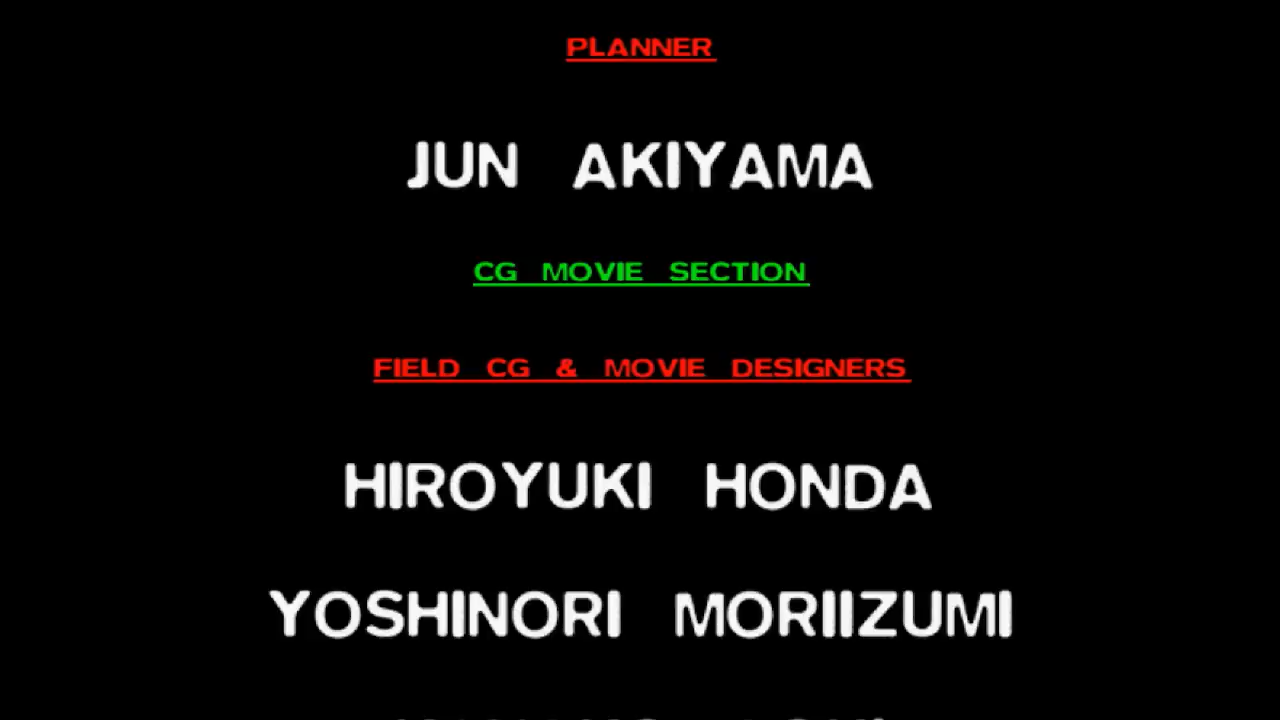 PLANNER
JUN AKIYAMA
CG MOVIE SECTION
FIELD CG & MOVIE DESIGNERS
HIROYUKI HONDA
YOSHINORI MORIIZUMI